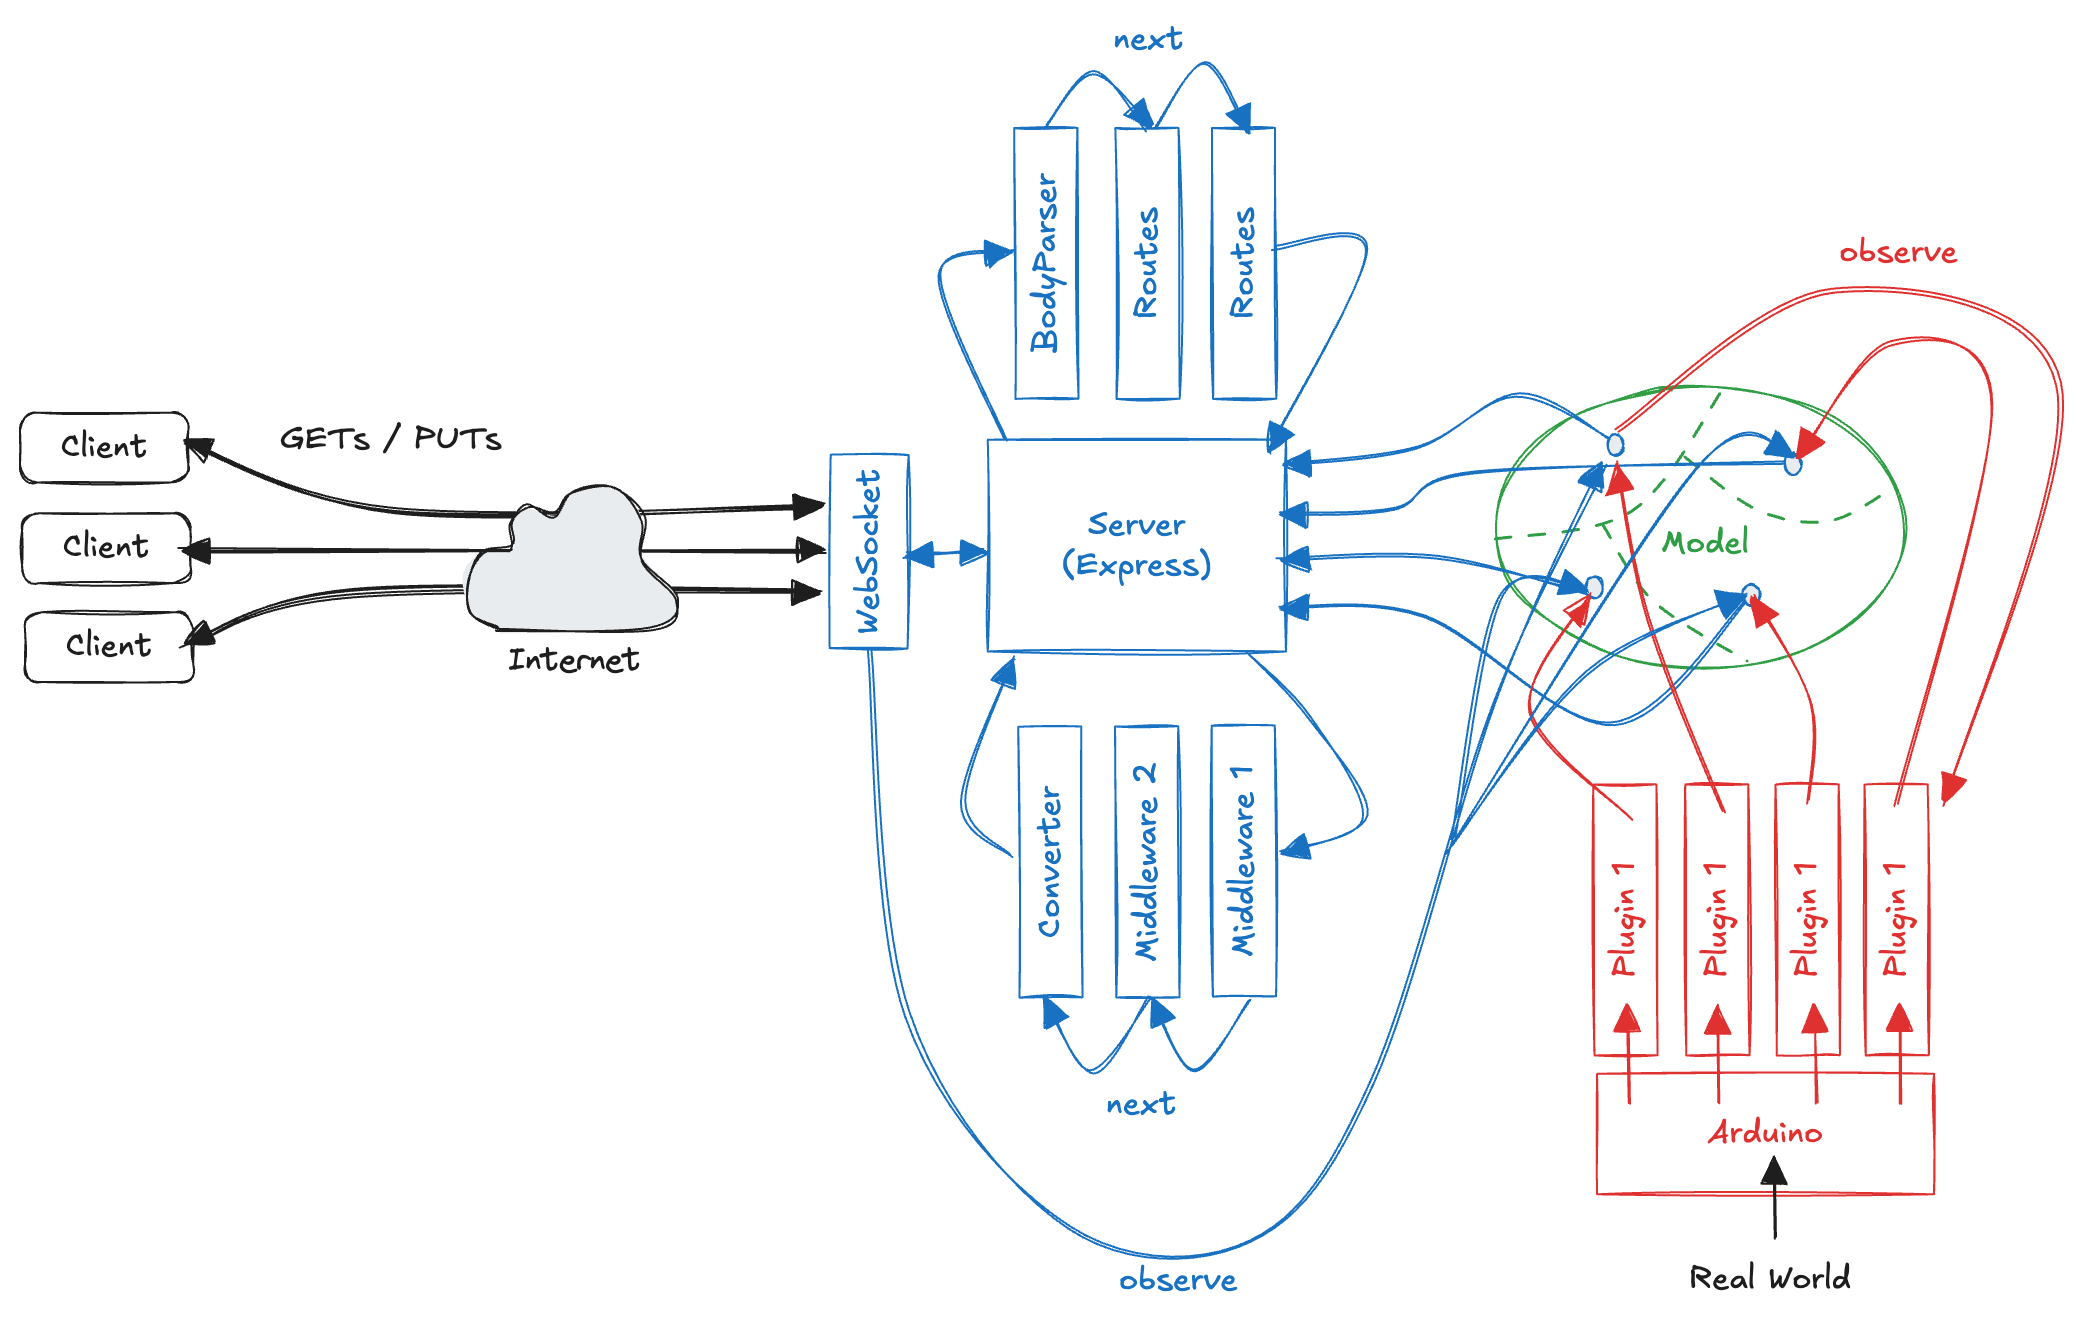 next
BodyParser
Routes
Routes
observe
Client
GETs / PUTs
Client
Client
Internet
WebSocket
Server
(Express)
Model
Converter
Middleware 2
Middleware 1
next
observe
Plugin 1
Plugin 1
Plugin 1
Plugin 1
Arduino
Real World